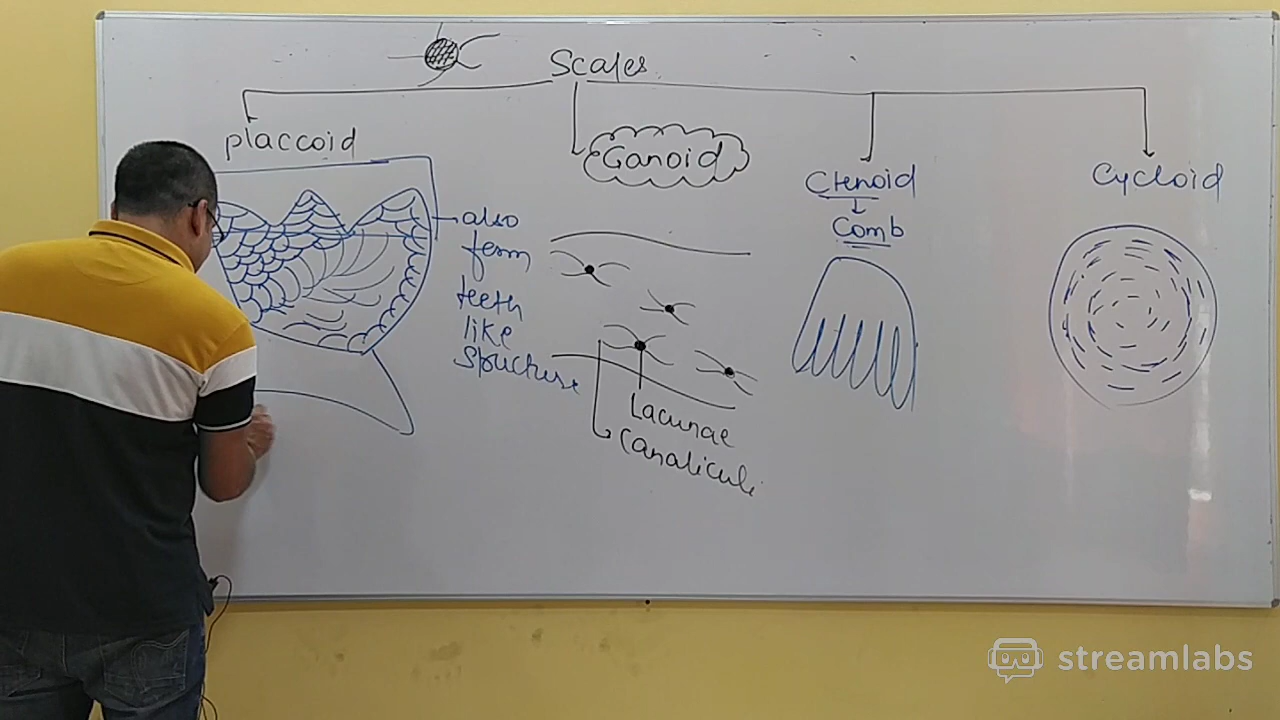 Scales
placcoid
Ganoid
Ctenoid
Comb
Cycloid
also
form
teeth
like
structure
Lacunae
Canaliculi
streamlabs